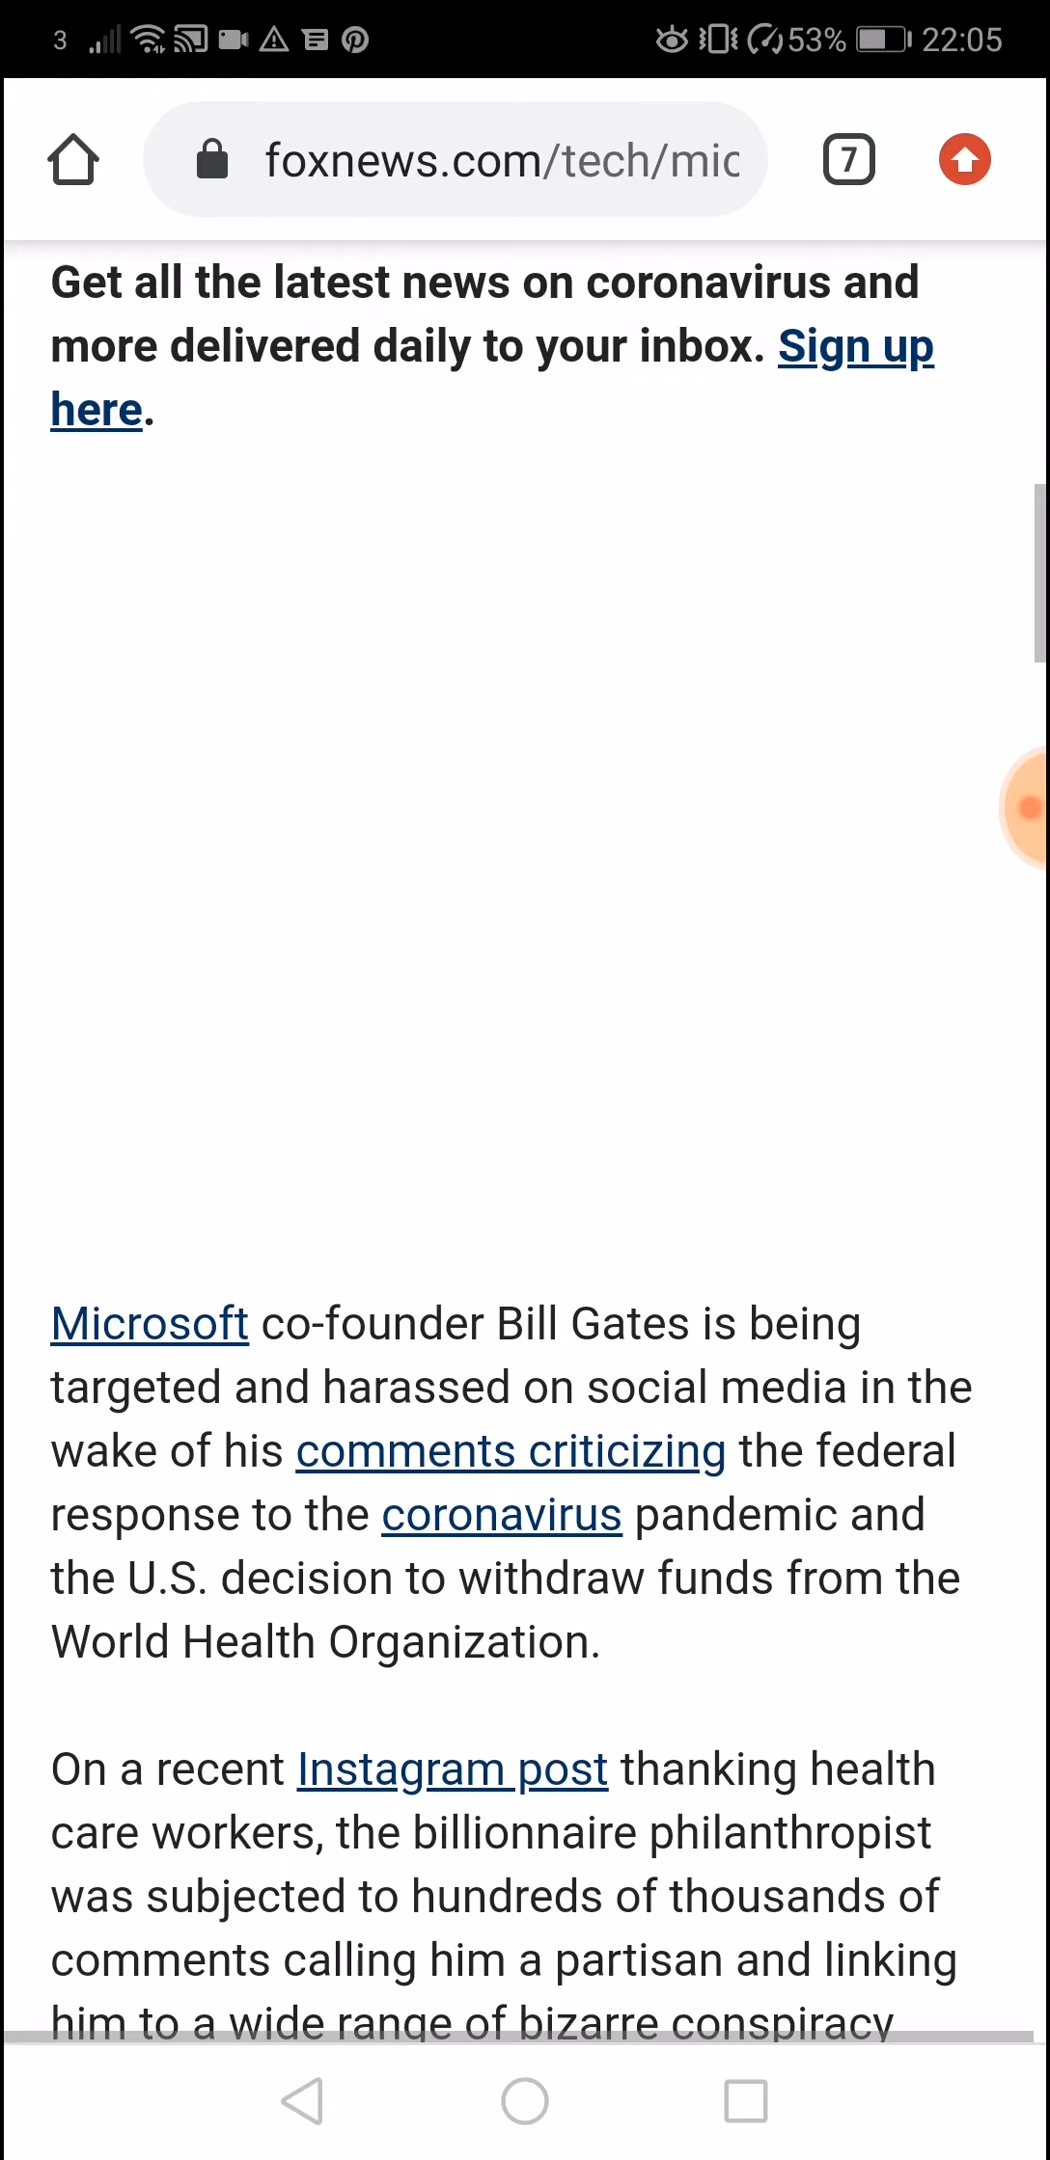 3 53% 22:05
foxnews.com/tech/mic 7
Get all the latest news on coronavirus and
more delivered daily to your inbox. Sign up
here.
Microsoft co-founder Bill Gates is being
targeted and harassed on social media in the
wake of his comments criticizing the federal
response to the coronavirus pandemic and
the U.S. decision to withdraw funds from the
World Health Organization.
On a recent Instagram post thanking health
care workers, the billionnaire philanthropist
was subjected to hundreds of thousands of
comments calling him a partisan and linking
him to a wide range of bizarre conspiracy